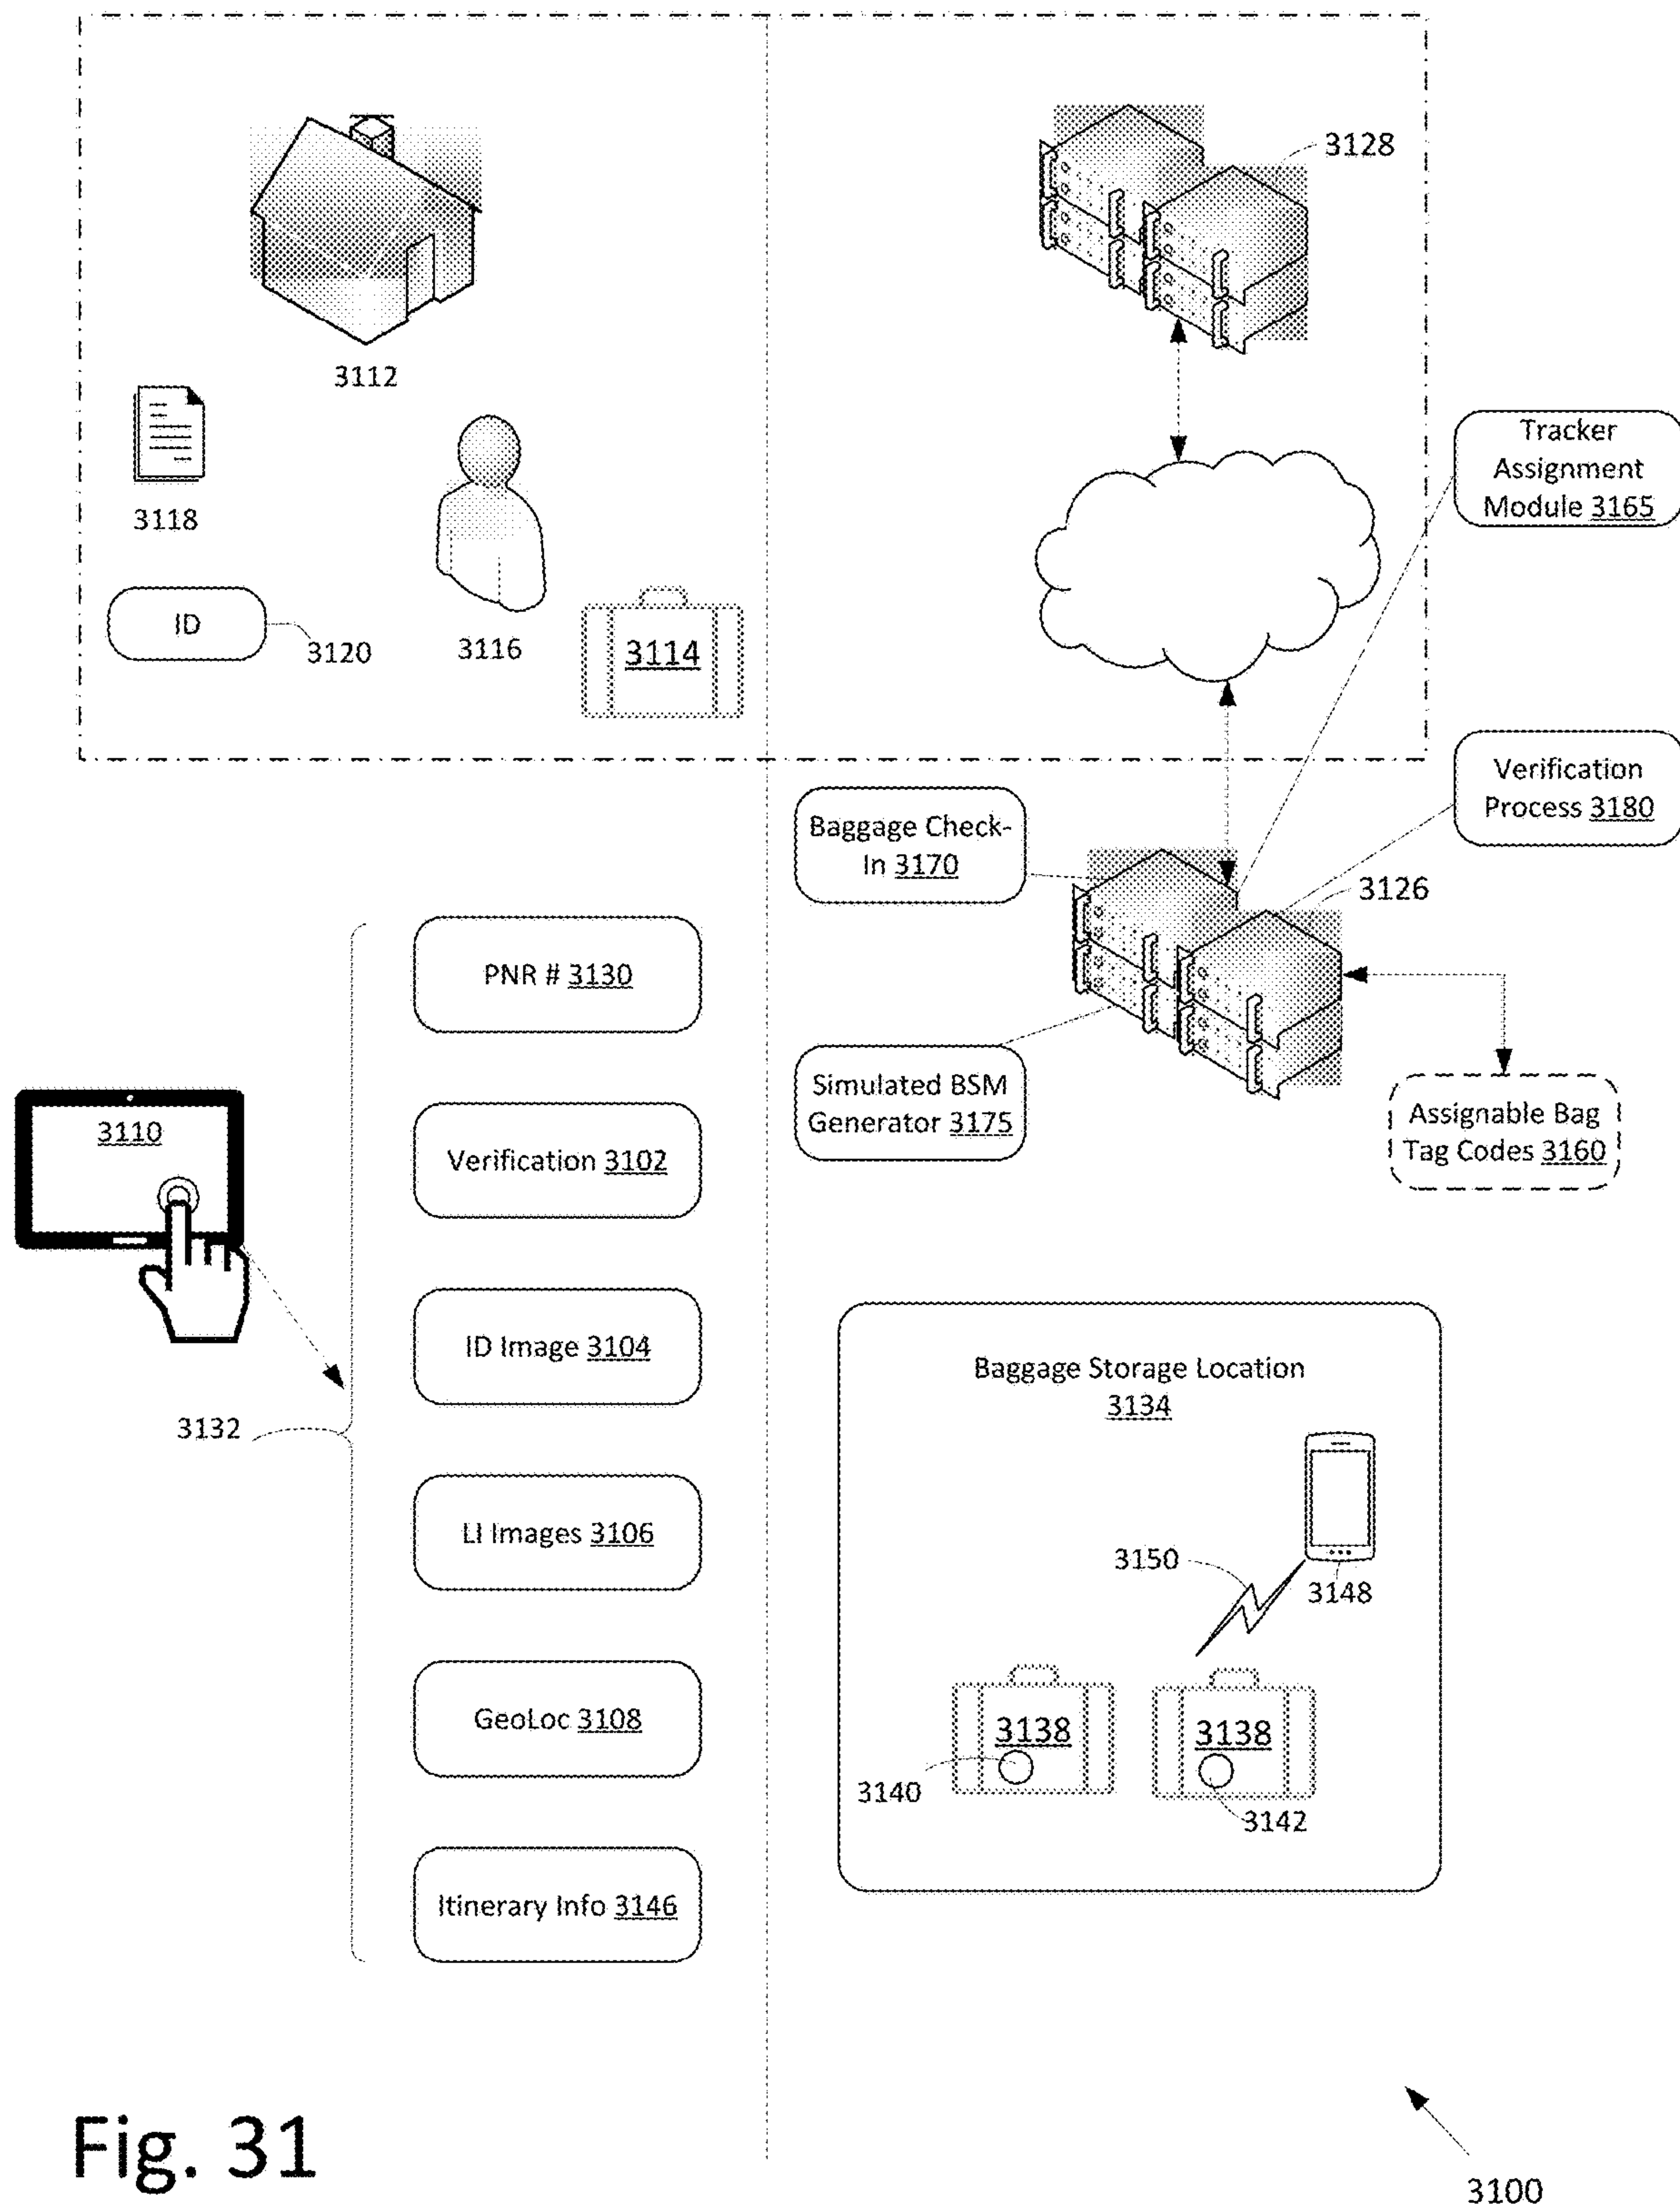 3128
3112
Tracker
Assignment
Module 3165
3118
ID
3120
3116
3114
Verification
Process 3180
Baggage Check-
In 3170
3126
PNR # 3130
Simulated BSM
Generator 3175
Assignable Bag
Tag Codes 3160
3110
Verification 3102
ID Image 3104
Baggage Storage Location
3134
3132
LI Images 3106
3150
3148
GeoLoc 3108
3138
3138
3140
3142
Itinerary Info 3146
Fig. 31
3100